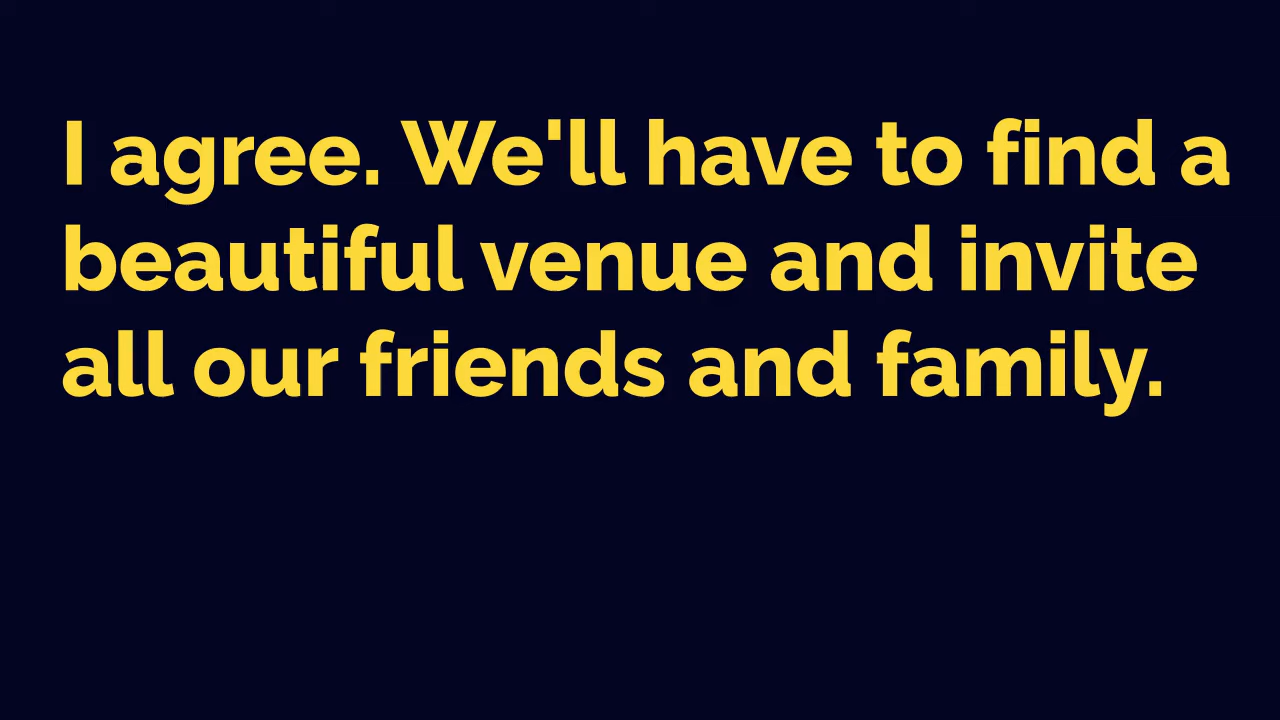 I agree. We'll have to find a
beautiful venue and invite
all our friends and family.